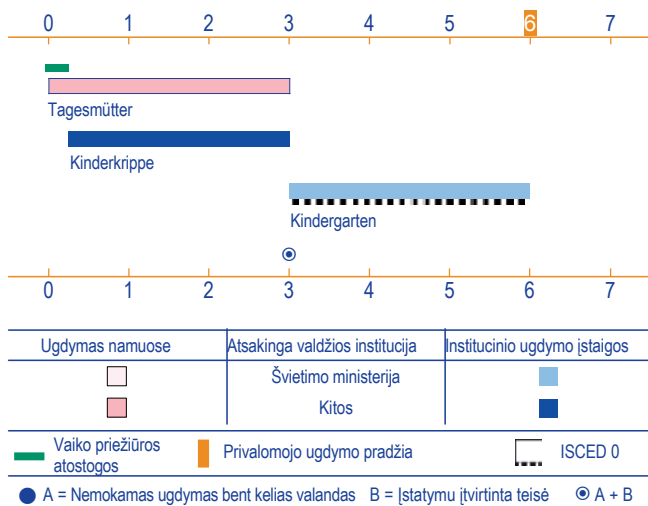 0 1 2 3 4 5 6 7
Tagesmütter
Kinderkrippe
Kindergarten
0 1 2 3 4 5 6 7
Ugdymas namuose Atsakinga valdžios institucija Institucinio ugdymo įstaigos
Švietimo ministerija
Kitos
Vaiko priežiūros atostogos Privalomojo ugdymo pradžia ISCED 0
A = Nemokamas ugdymas bent kelias valandas B = Įstatymu įtvirtinta teisė A + B